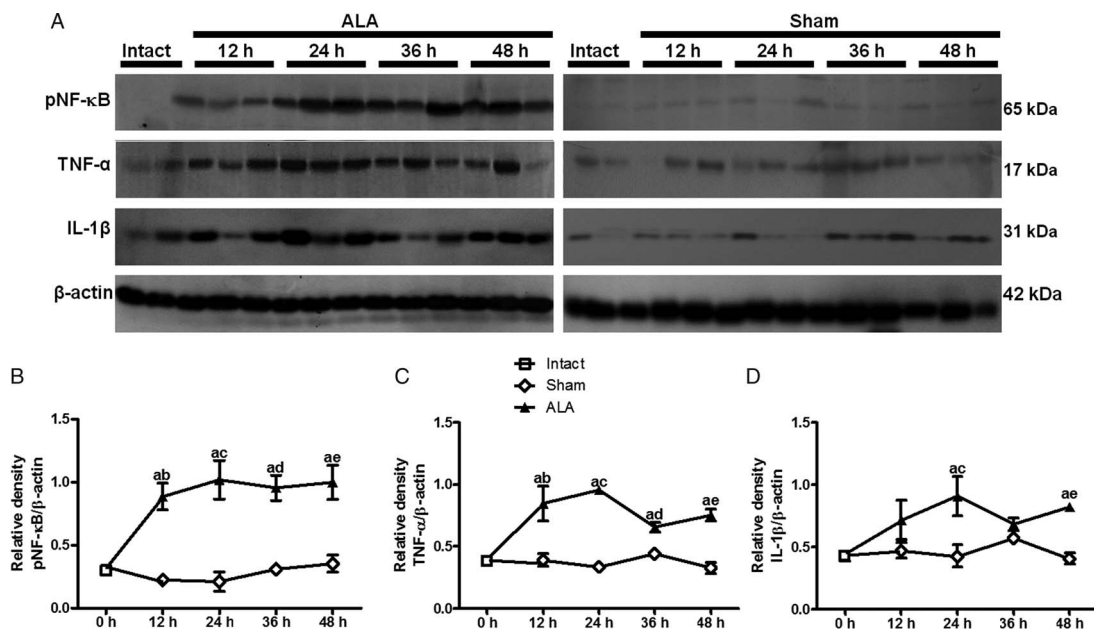 A
ALA
Sham
Intact 12 h 24 h 36 h 48 h Intact 12 h 24 h 36 h 48 h
pNF-κB 65 kDa
TNF-α 17 kDa
IL-1β 31 kDa
β-actin 42 kDa
Intact
Sham
ALA
B
Relative density
pNF-κB/β-actin
1.5
1.0
0.5
0.0
ab ac ad ae
0 h 12 h 24 h 36 h 48 h
C
Relative density
TNF-α/β-actin
1.5
1.0
0.5
0.0
ab ac ad ae
0 h 12 h 24 h 36 h 48 h
D
Relative density
IL-1β/β-actin
1.5
1.0
0.5
0.0
ac ae
0 h 12 h 24 h 36 h 48 h